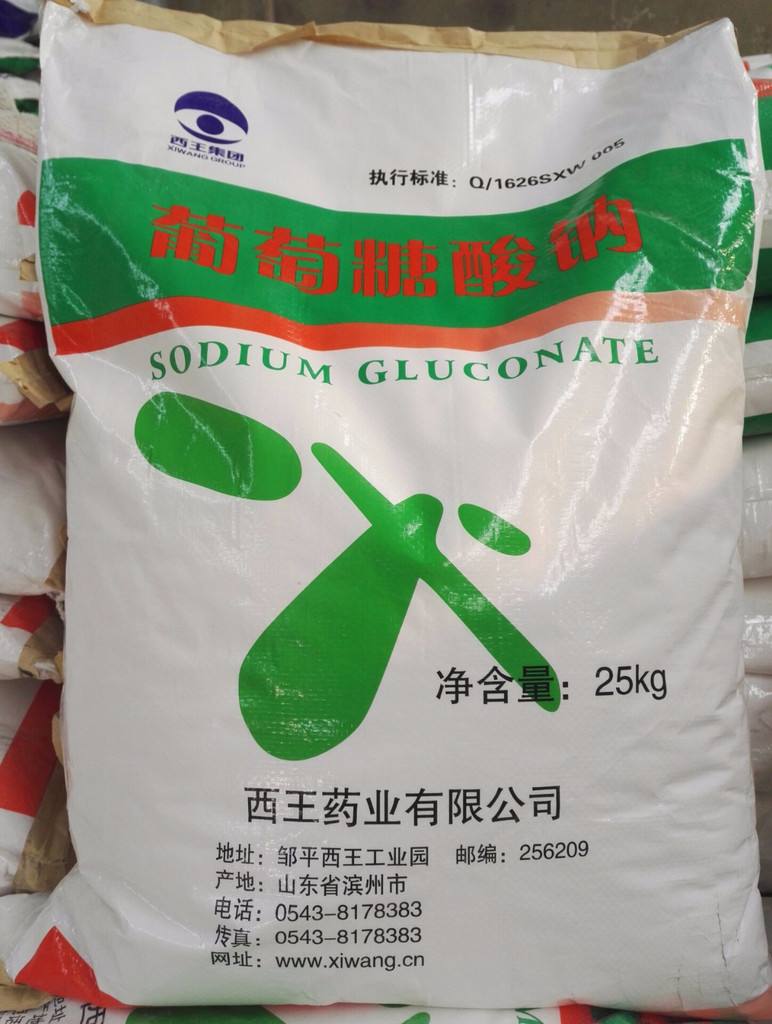 西王集团
XIWANG GROUP
执行标准：Q/1626SXW 005
葡萄糖酸钠
SODIUM GLUCONATE
净含量：25kg
西王药业有限公司
地址：邹平西王工业园 邮编：256209
产地：山东省滨州市
电话：0543-8178383
传真：0543-8178383
网址：www.xiwang.cn